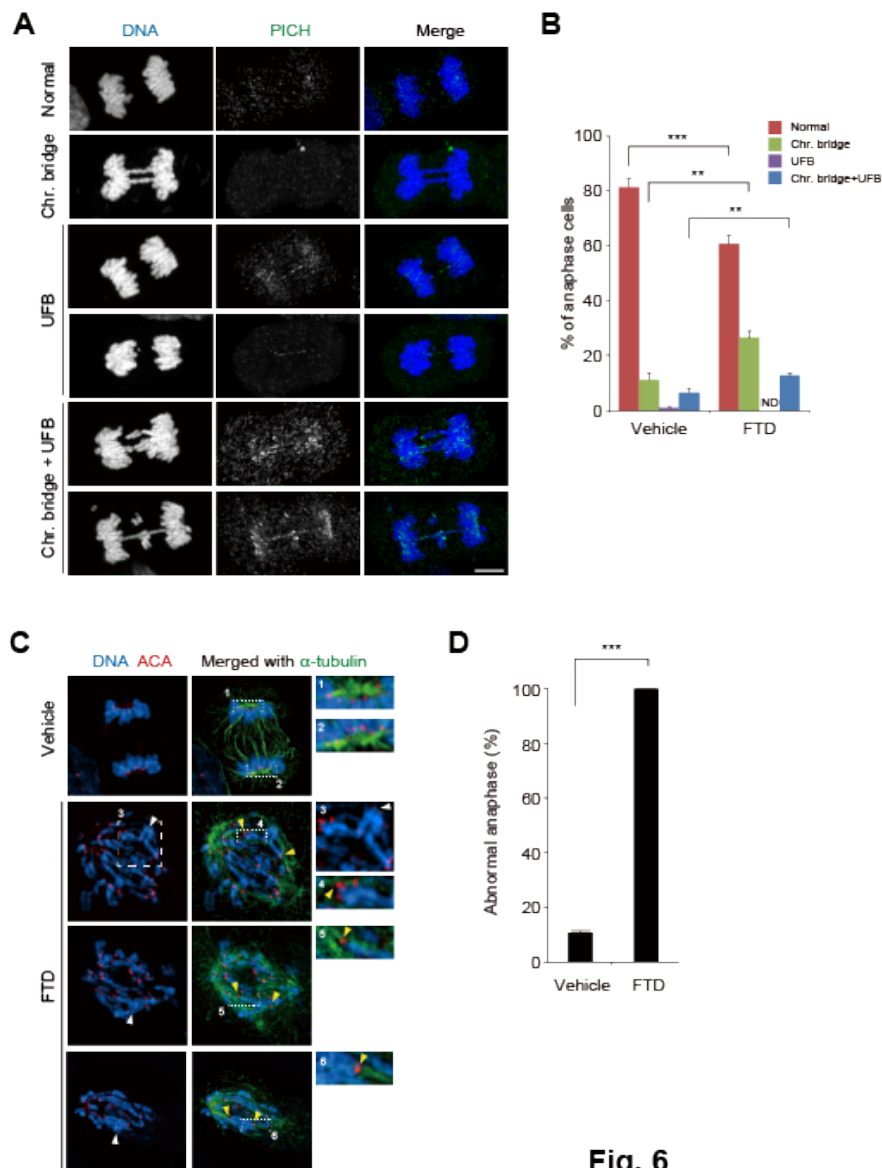 A
DNA
PICH
Merge
Normal
Chr. bridge
UFB
Chr. bridge + UFB
B
Normal
Chr. bridge
UFB
Chr. bridge+UFB
% of anaphase cells
100
80
60
40
20
0
***
**
**
ND
Vehicle
FTD
C
DNA ACA
Merged with α-tubulin
Vehicle
FTD
1
2
1
2
3
4
3
4
5
5
6
6
D
Abnormal anaphase (%)
100
80
60
40
20
0
***
Vehicle
FTD
Fig. 6